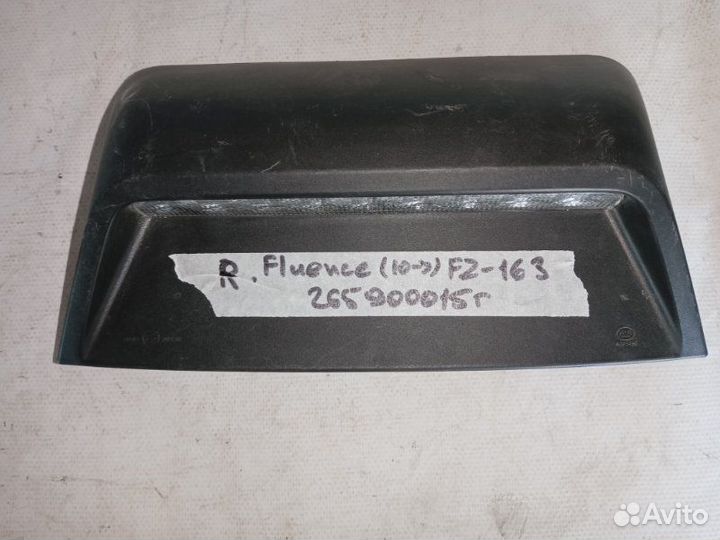 R. Fluence (10->) FZ-163
265900015r
Avito